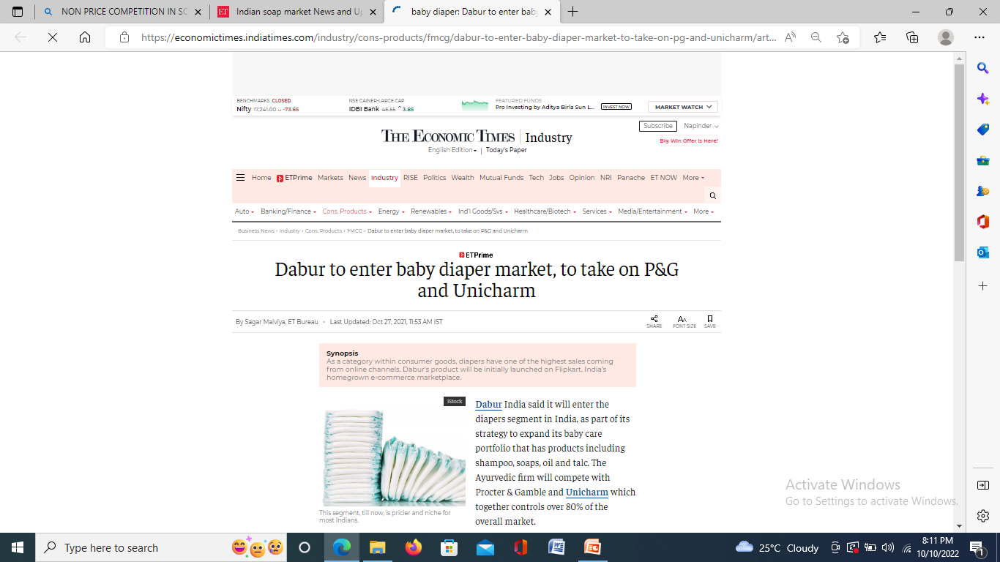 NON PRICE COMPETITION IN SO
Indian soap market News and Up
baby diaper: Dabur to enter baby
https://economictimes.indiatimes.com/industry/cons-products/fmcg/dabur-to-enter-baby-diaper-market-to-take-on-pg-and-unicharm/art...
BENCHMARKS CLOSED
Nifty 17,241.00 -73.65
NSE GAINER-LARGE CAP
IDBI Bank 46.55 3.85
FEATURED FUNDS
Pro Investing by Aditya Birla Sun L...
INVEST NOW
MARKET WATCH
THE ECONOMIC TIMES | Industry
English Edition | Today's Paper
Subscribe Napinder
Big Win Offer is Here!
Home ETPrime Markets News Industry RISE Politics Wealth Mutual Funds Tech Jobs Opinion NRI Panache ET NOW More
Auto Banking/Finance Cons. Products Energy Renewables Ind'l Goods/Svs Healthcare/Biotech Services Media/Entertainment More
Business News › Industry › Cons. Products › FMCG › Dabur to enter baby diaper market, to take on P&G and Unicharm
ETPrime
Dabur to enter baby diaper market, to take on P&G
and Unicharm
By Sagar Malviya, ET Bureau • Last Updated: Oct 27, 2021, 11:53 AM IST
SHARE FONT SIZE SAVE
Synopsis
As a category within consumer goods, diapers have one of the highest sales coming
from online channels. Dabur's product will be initially launched on Flipkart, India's
homegrown e-commerce marketplace.
iStock
This segment, till now, is pricier and niche for
most Indians.
Dabur India said it will enter the
diapers segment in India, as part of its
strategy to expand its baby care
portfolio that has products including
shampoo, soaps, oil and talc. The
Ayurvedic firm will compete with
Procter & Gamble and Unicharm which
together controls over 80% of the
overall market.
Activate Windows
Go to Settings to activate Windows.
Type here to search
25°C Cloudy
8:11 PM
10/10/2022
1